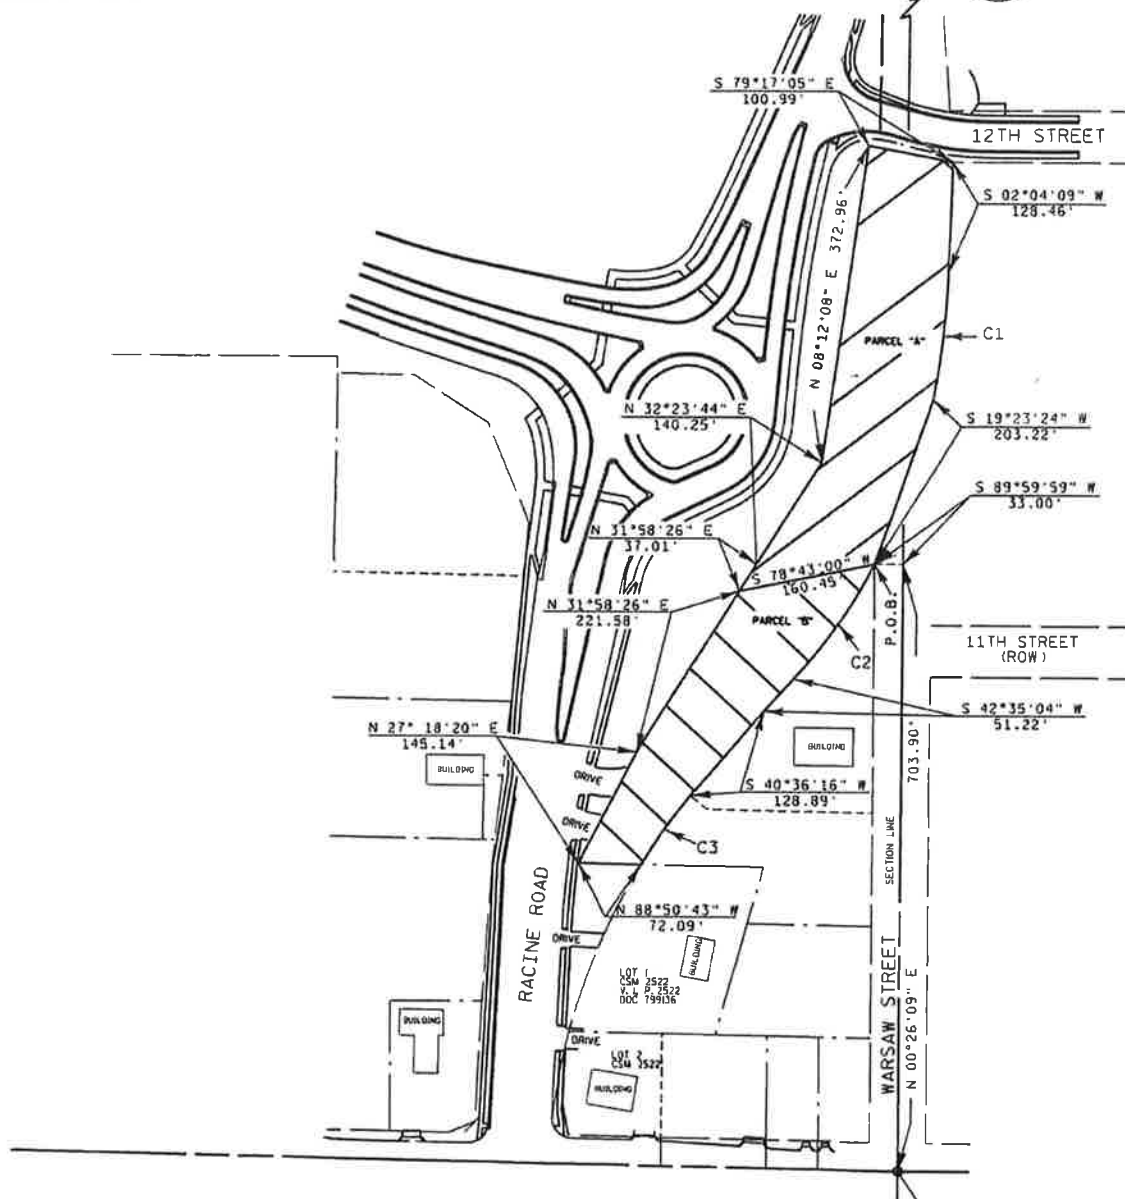 S 79°17'05" E
100.99'
12TH STREET
S 02°04'09" W
128.46'
N 08°12'08" E 372.96'
PARCEL "A"
C1
N 32°23'44" E
140.25'
S 19°23'24" W
203.22'
S 89°59'59" W
33.00'
N 31°58'26" E
37.01'
S 78°43'00" W
160.45'
N 31°58'26" E
221.58'
PARCEL "B"
P.O.B.
11TH STREET
(ROW)
C2
S 42°35'04" W
51.22'
N 27° 18'20" E
145.14'
BUILDING
BUILDING
703.90'
DRIVE
S 40°36'16" W
128.89'
DRIVE
C3
SECTION LINE
RACINE ROAD
N 88°50'43" W
72.09'
DRIVE
BUILDING
LOT 1
CSM 2522
V. 1, P. 2522
DOC 799136
WARSAW STREET
N 00°26'09" E
BUILDING
DRIVE
LOT 2
CSM 2522
BUILDING